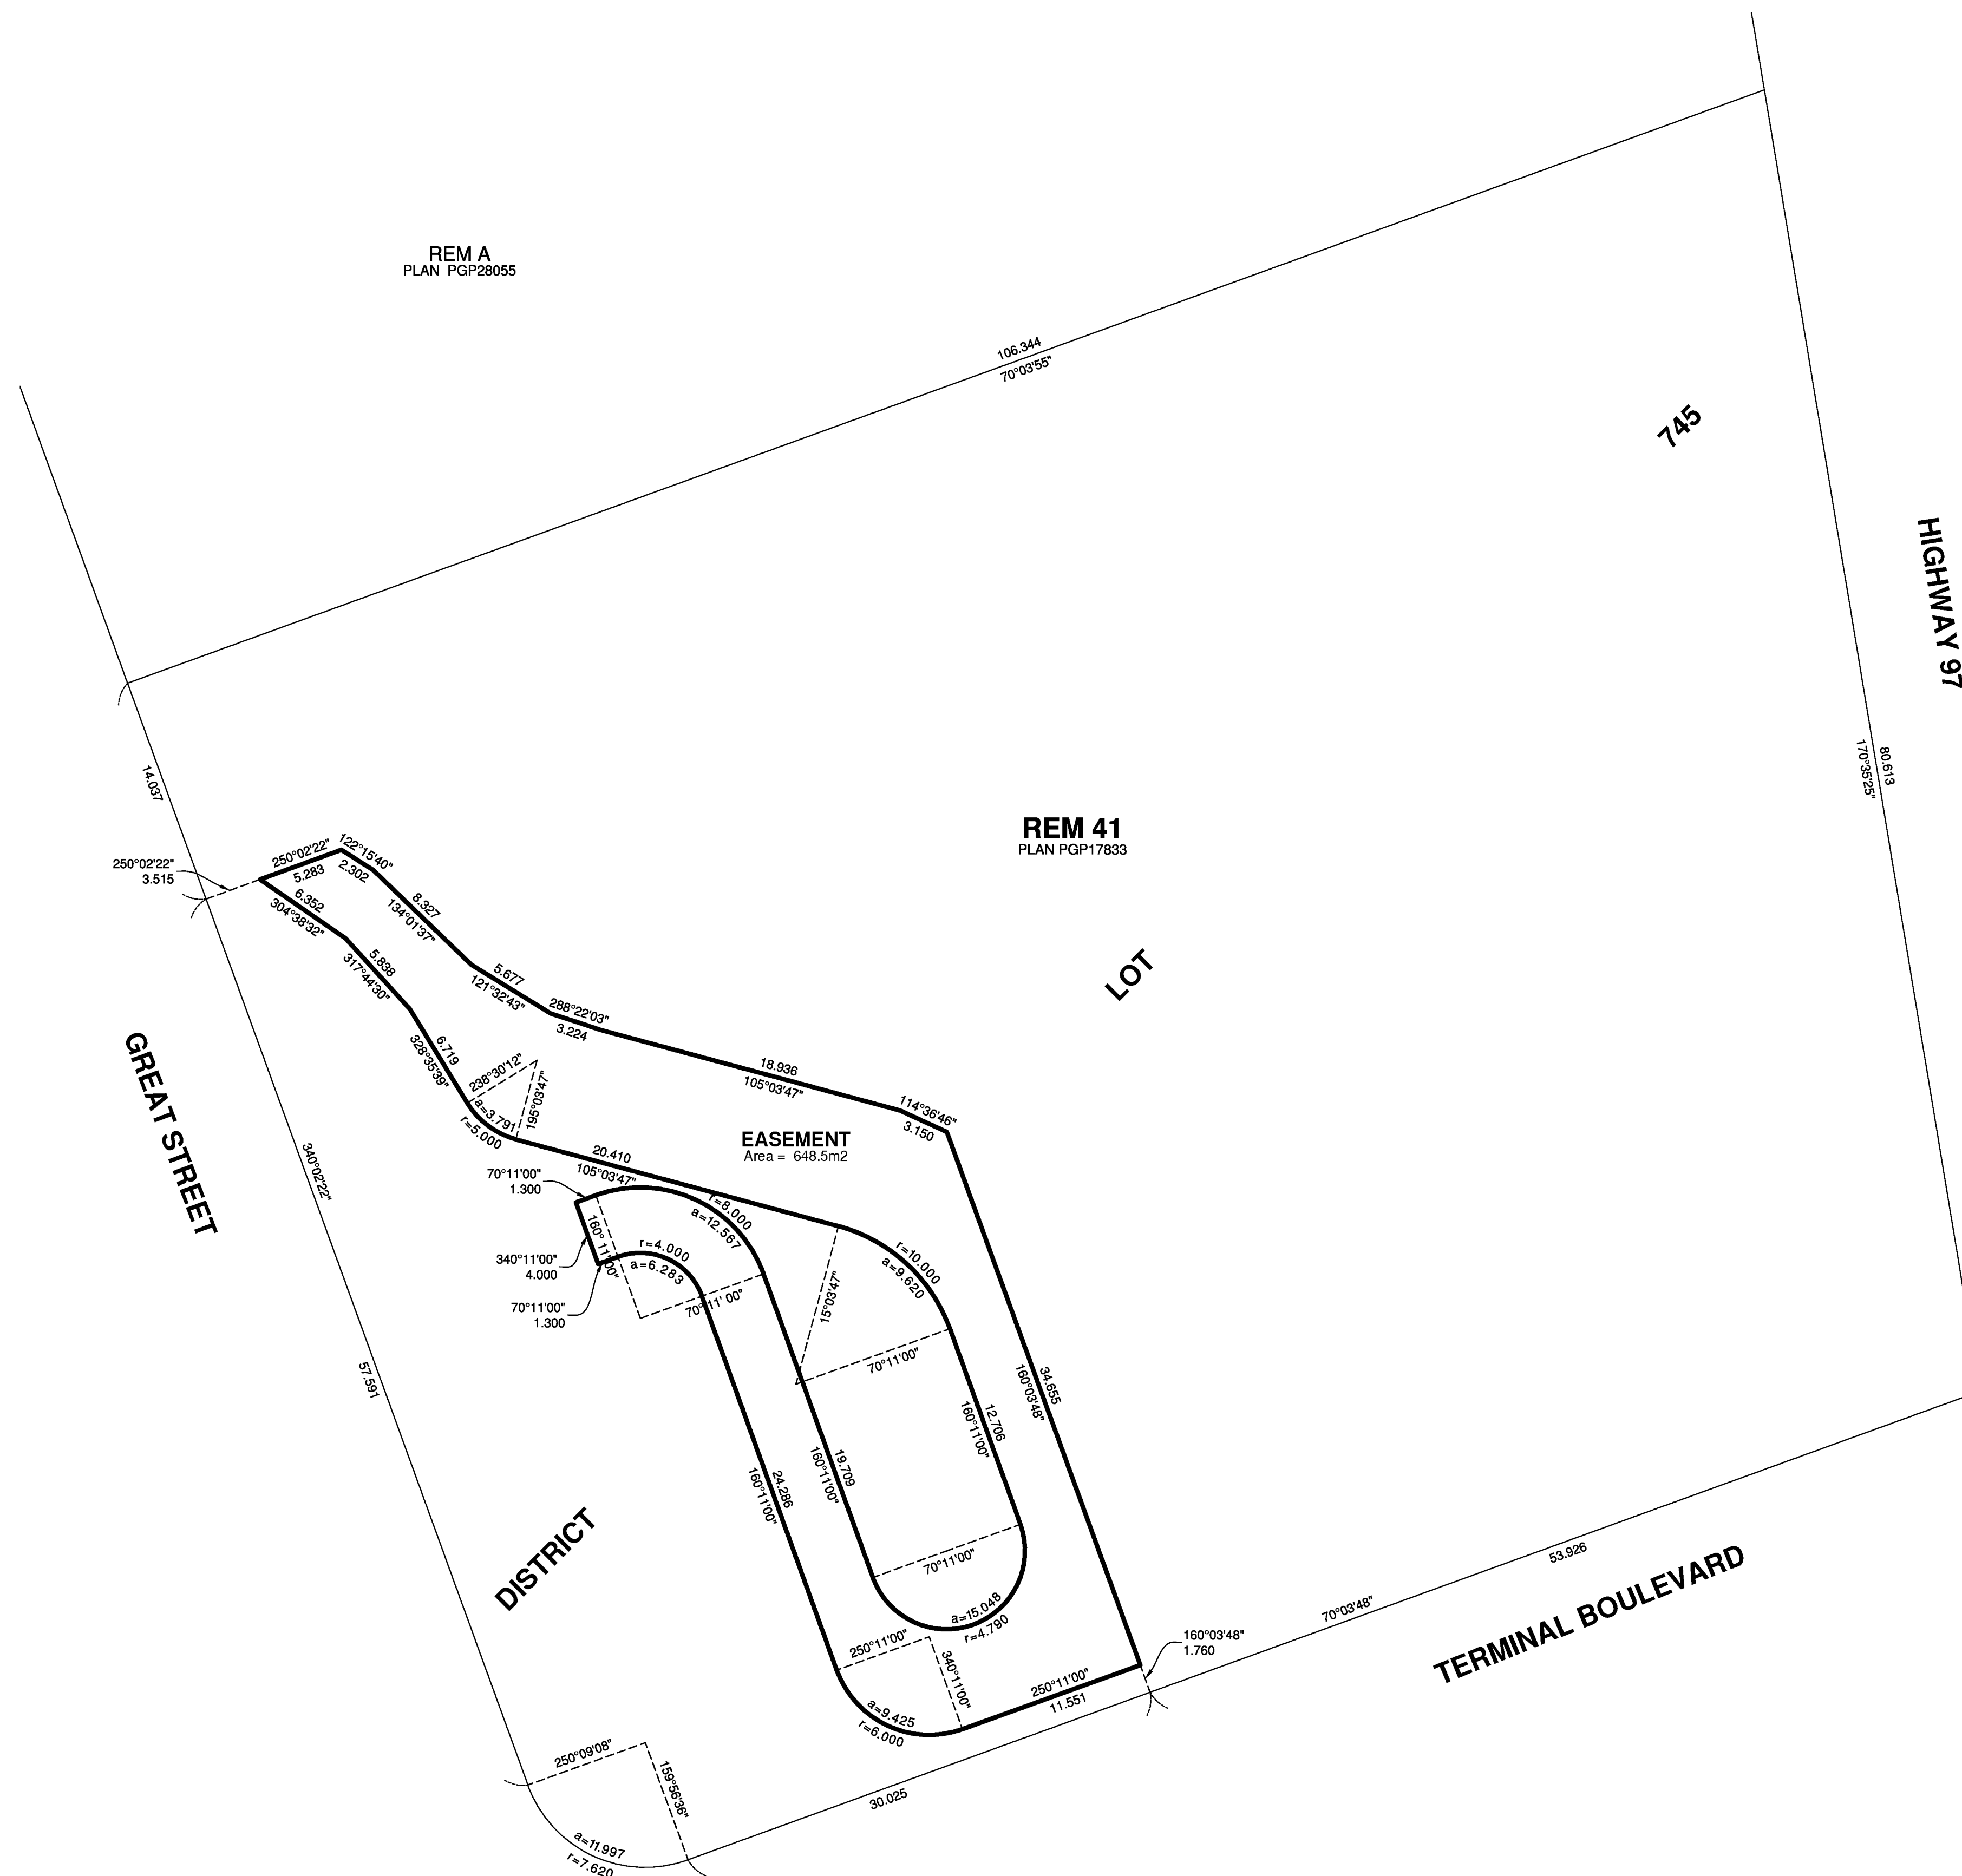 REM A
PLAN PGP28055
106.344
70°03'55"
745
HIGHWAY 97
80.613
170°35'25"
14.037
REM 41
PLAN PGP17833
250°02'22"
3.515
250°02'22"
5.283
122°15'40"
2.302
6.352
304°38'32"
8.327
134°01'37"
5.838
317°44'30"
5.677
121°32'43"
288°22'03"
3.224
LOT
GREAT STREET
340°02'22"
57.591
6.719
328°35'39"
238°30'12"
195°03'47"
a=3.791
r=5.000
18.936
105°03'47"
114°36'46"
3.150
EASEMENT
Area = 648.5m2
20.410
105°03'47"
70°11'00"
1.300
r=8.000
a=12.567
160°11'00"
340°11'00"
4.000
r=4.000
a=6.283
70°11'00"
1.300
70°11'00"
r=10.000
a=9.620
15°03'47"
70°11'00"
34.655
160°03'48"
12.706
160°11'00"
19.709
160°11'00"
24.286
160°11'00"
DISTRICT
70°11'00"
a=15.048
r=4.790
250°11'00"
340°11'00"
a=9.425
r=6.000
250°11'00"
11.551
160°03'48"
1.760
70°03'48"
53.926
TERMINAL BOULEVARD
250°09'08"
159°56'36"
a=11.997
r=7.620
30.025